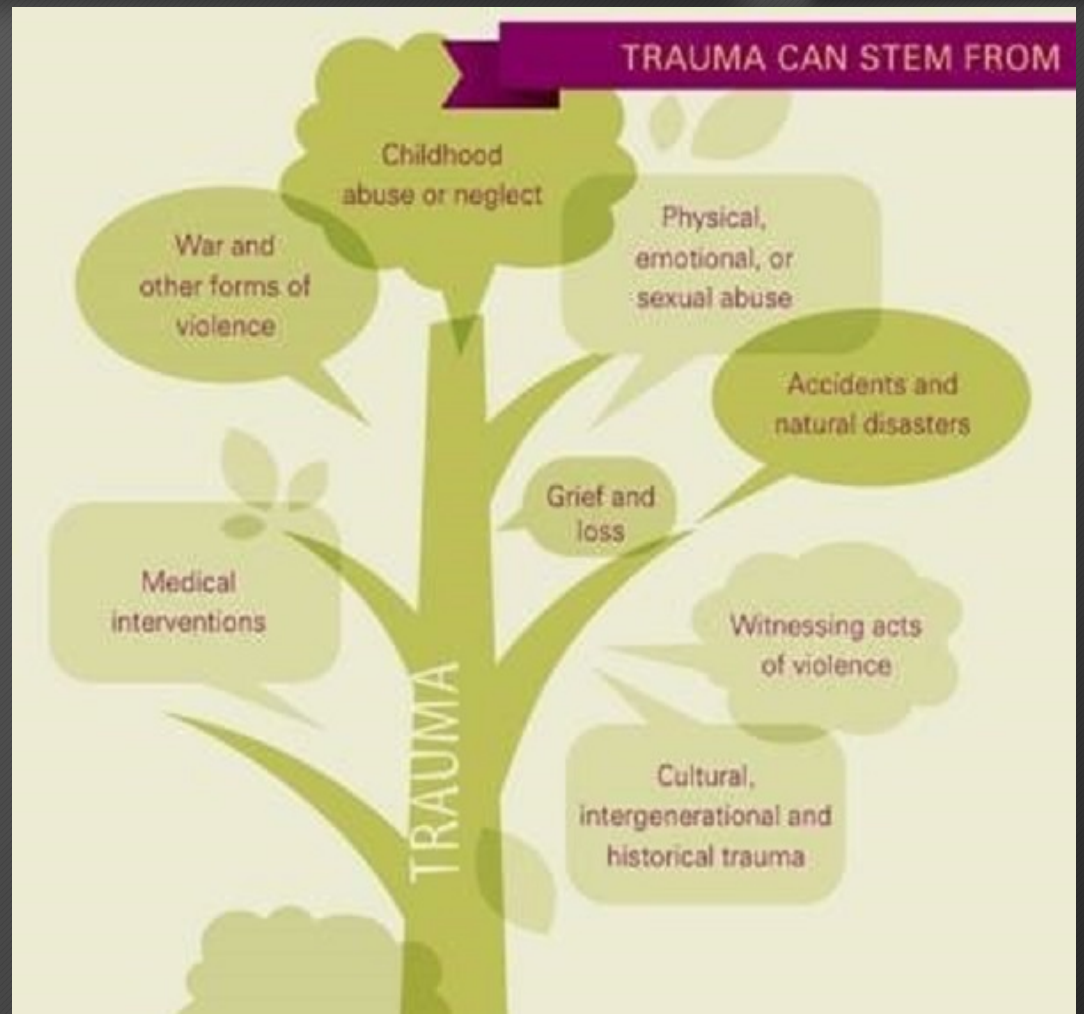 TRAUMA CAN STEM FROM
Childhood
abuse or neglect
War and
other forms of
violence
Physical,
emotional, or
sexual abuse
Accidents and
natural disasters
Grief and
loss
Medical
interventions
Witnessing acts
of violence
Cultural,
intergenerational and
historical trauma
TRAUMA